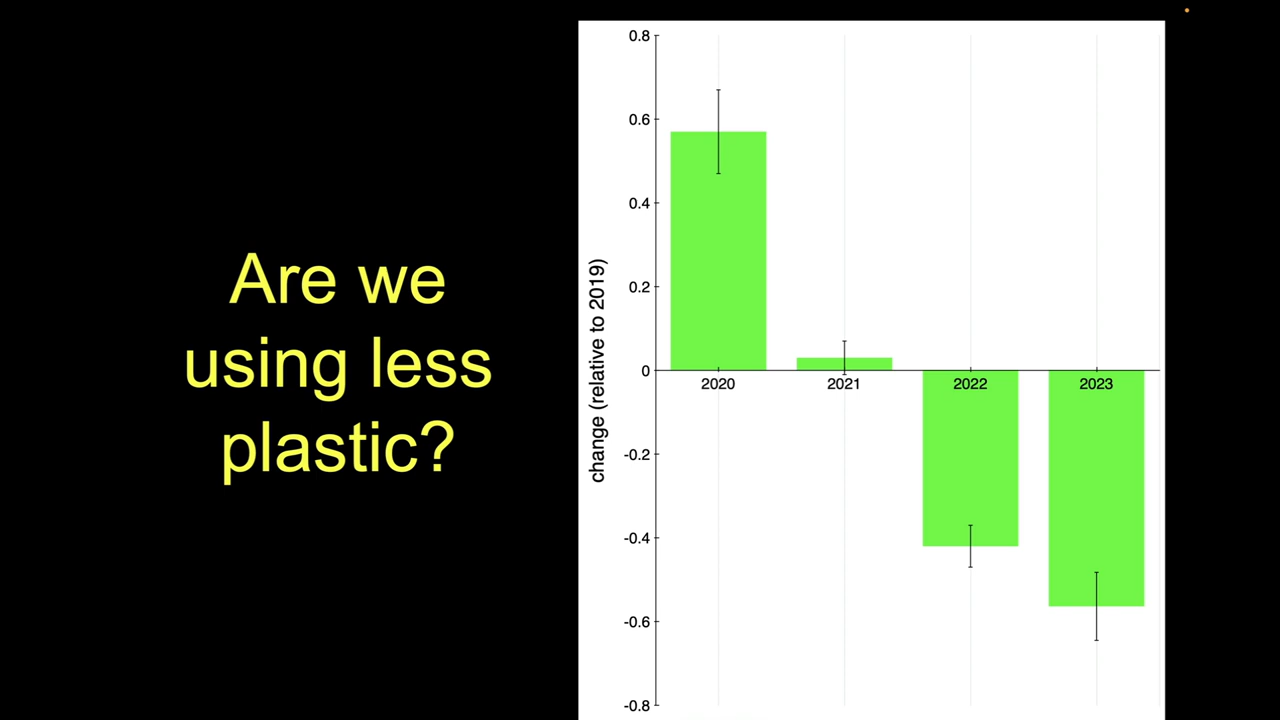 Are we
using less
plastic?
change (relative to 2019)
0.8
0.6
0.4
0.2
0
-0.2
-0.4
-0.6
-0.8
2020 2021 2022 2023